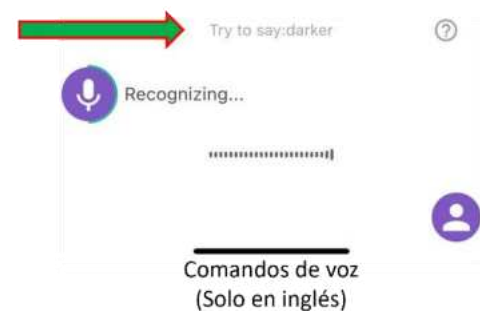 Try to say:darker
Recognizing...
Comandos de voz
(Solo en inglés)